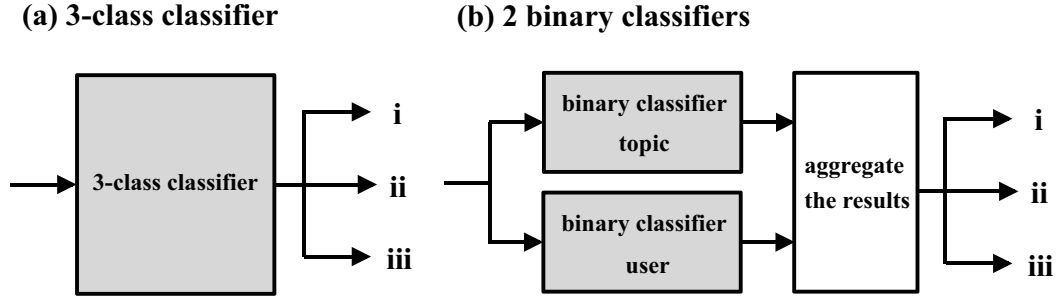 (a) 3-class classifier
3-class classifier
i
ii
iii
(b) 2 binary classifiers
binary classifier
topic
binary classifier
user
aggregate
the results
i
ii
iii